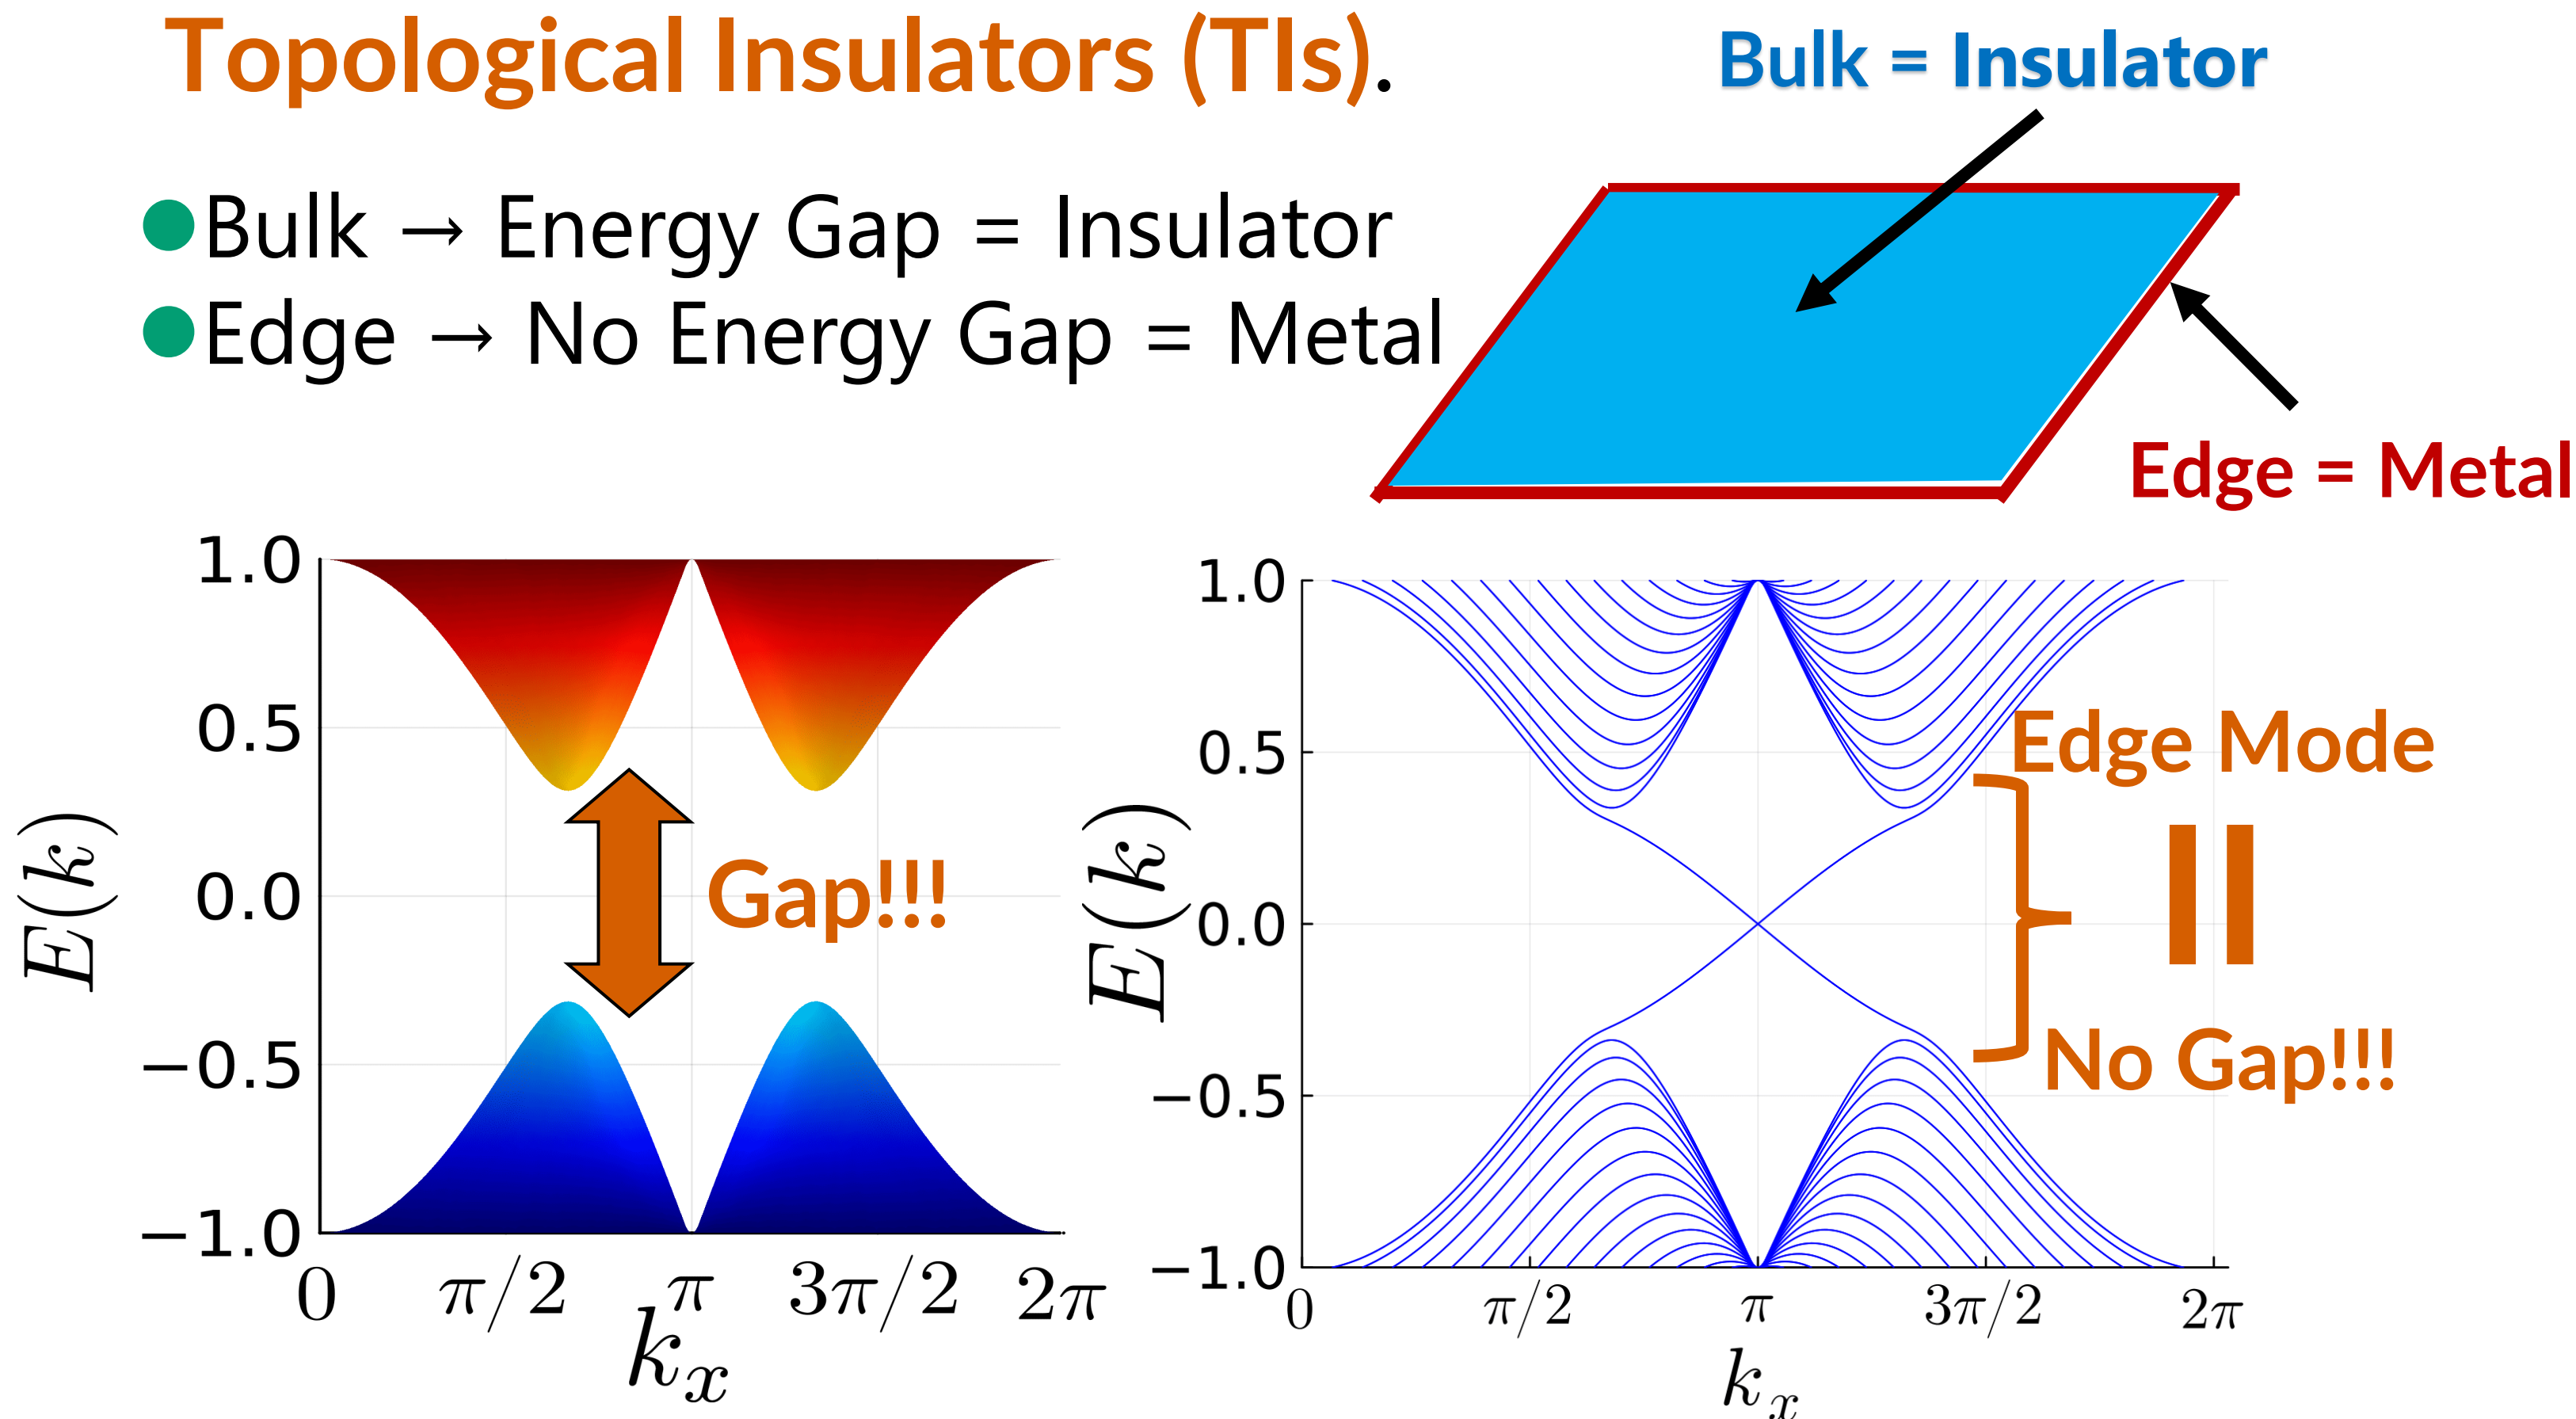 Topological Insulators (TIs).
Bulk = Insulator
●Bulk → Energy Gap = Insulator
●Edge → No Energy Gap = Metal
Edge = Metal
1.0
0.5
0.0
−0.5
−1.0
E(k)
Gap!!!
0 π/2 π 3π/2 2π
k_x
1.0
0.5
0.0
−0.5
−1.0
E(k)
Edge Mode
=
No Gap!!!
0 π/2 π 3π/2 2π
k_x